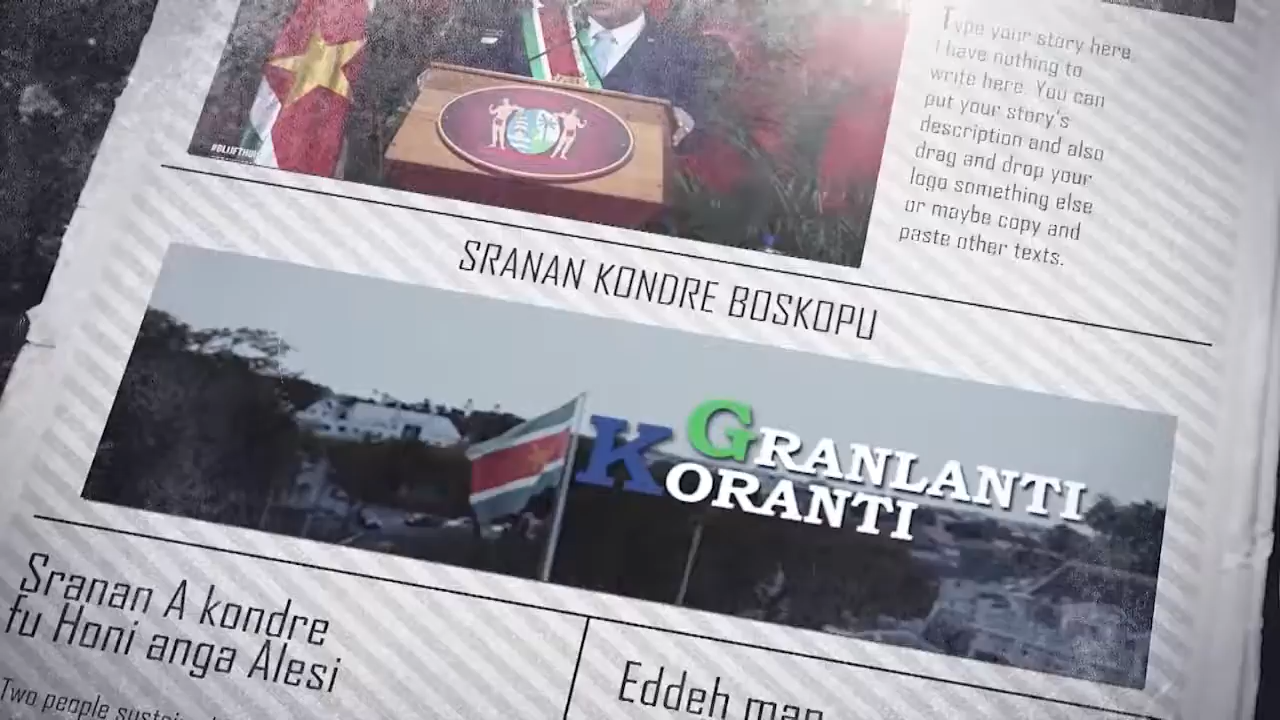 Type your story here
I have nothing to
write here. You can
put your story's
description and also
drag and drop your
logo something else
or maybe copy and
paste other texts.
SRANAN KONDRE BOSKOPU
GRANLANTI
KORANTI
Sranan A kondre
fu Honi anga Alesi
Two people
Eddeh man